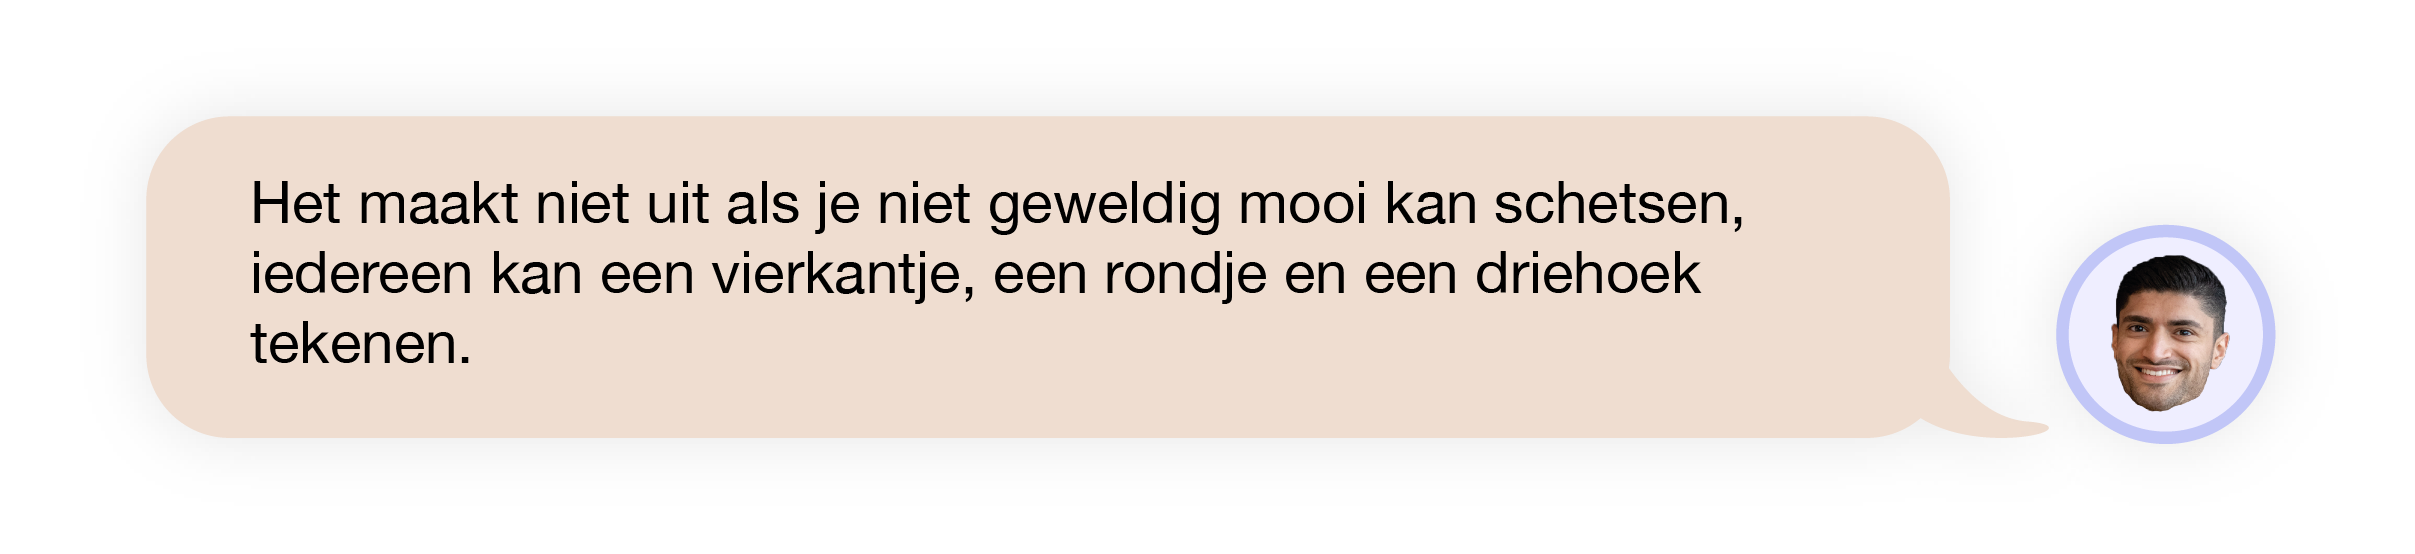 Het maakt niet uit als je niet geweldig mooi kan schetsen,
iedereen kan een vierkantje, een rondje en een driehoek
tekenen.